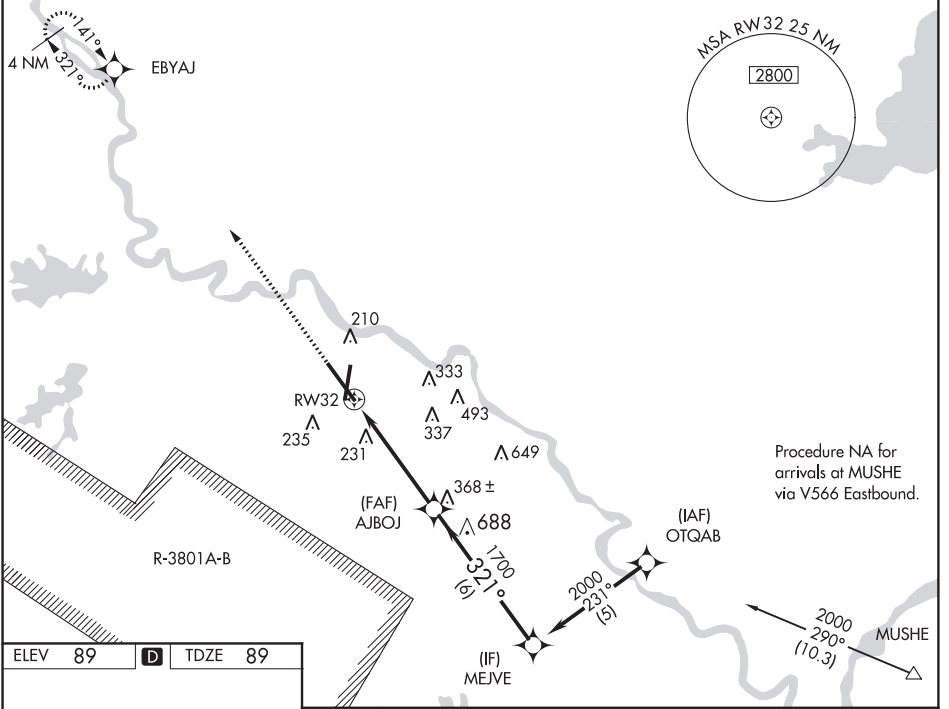 MSA RW32 25 NM
2800
141°
4 NM
321°
EBYAJ
210
RW32
333
493
337
235
231
649
Procedure NA for
arrivals at MUSHE
via V566 Eastbound.
(FAF)
AJBOJ
368 ±
688
(IAF)
OTQAB
R-3801A-B
1700
321°
(6)
2000
231°
(5)
2000
290°
(10.3)
MUSHE
(IF)
MEJVE
ELEV 89 D TDZE 89